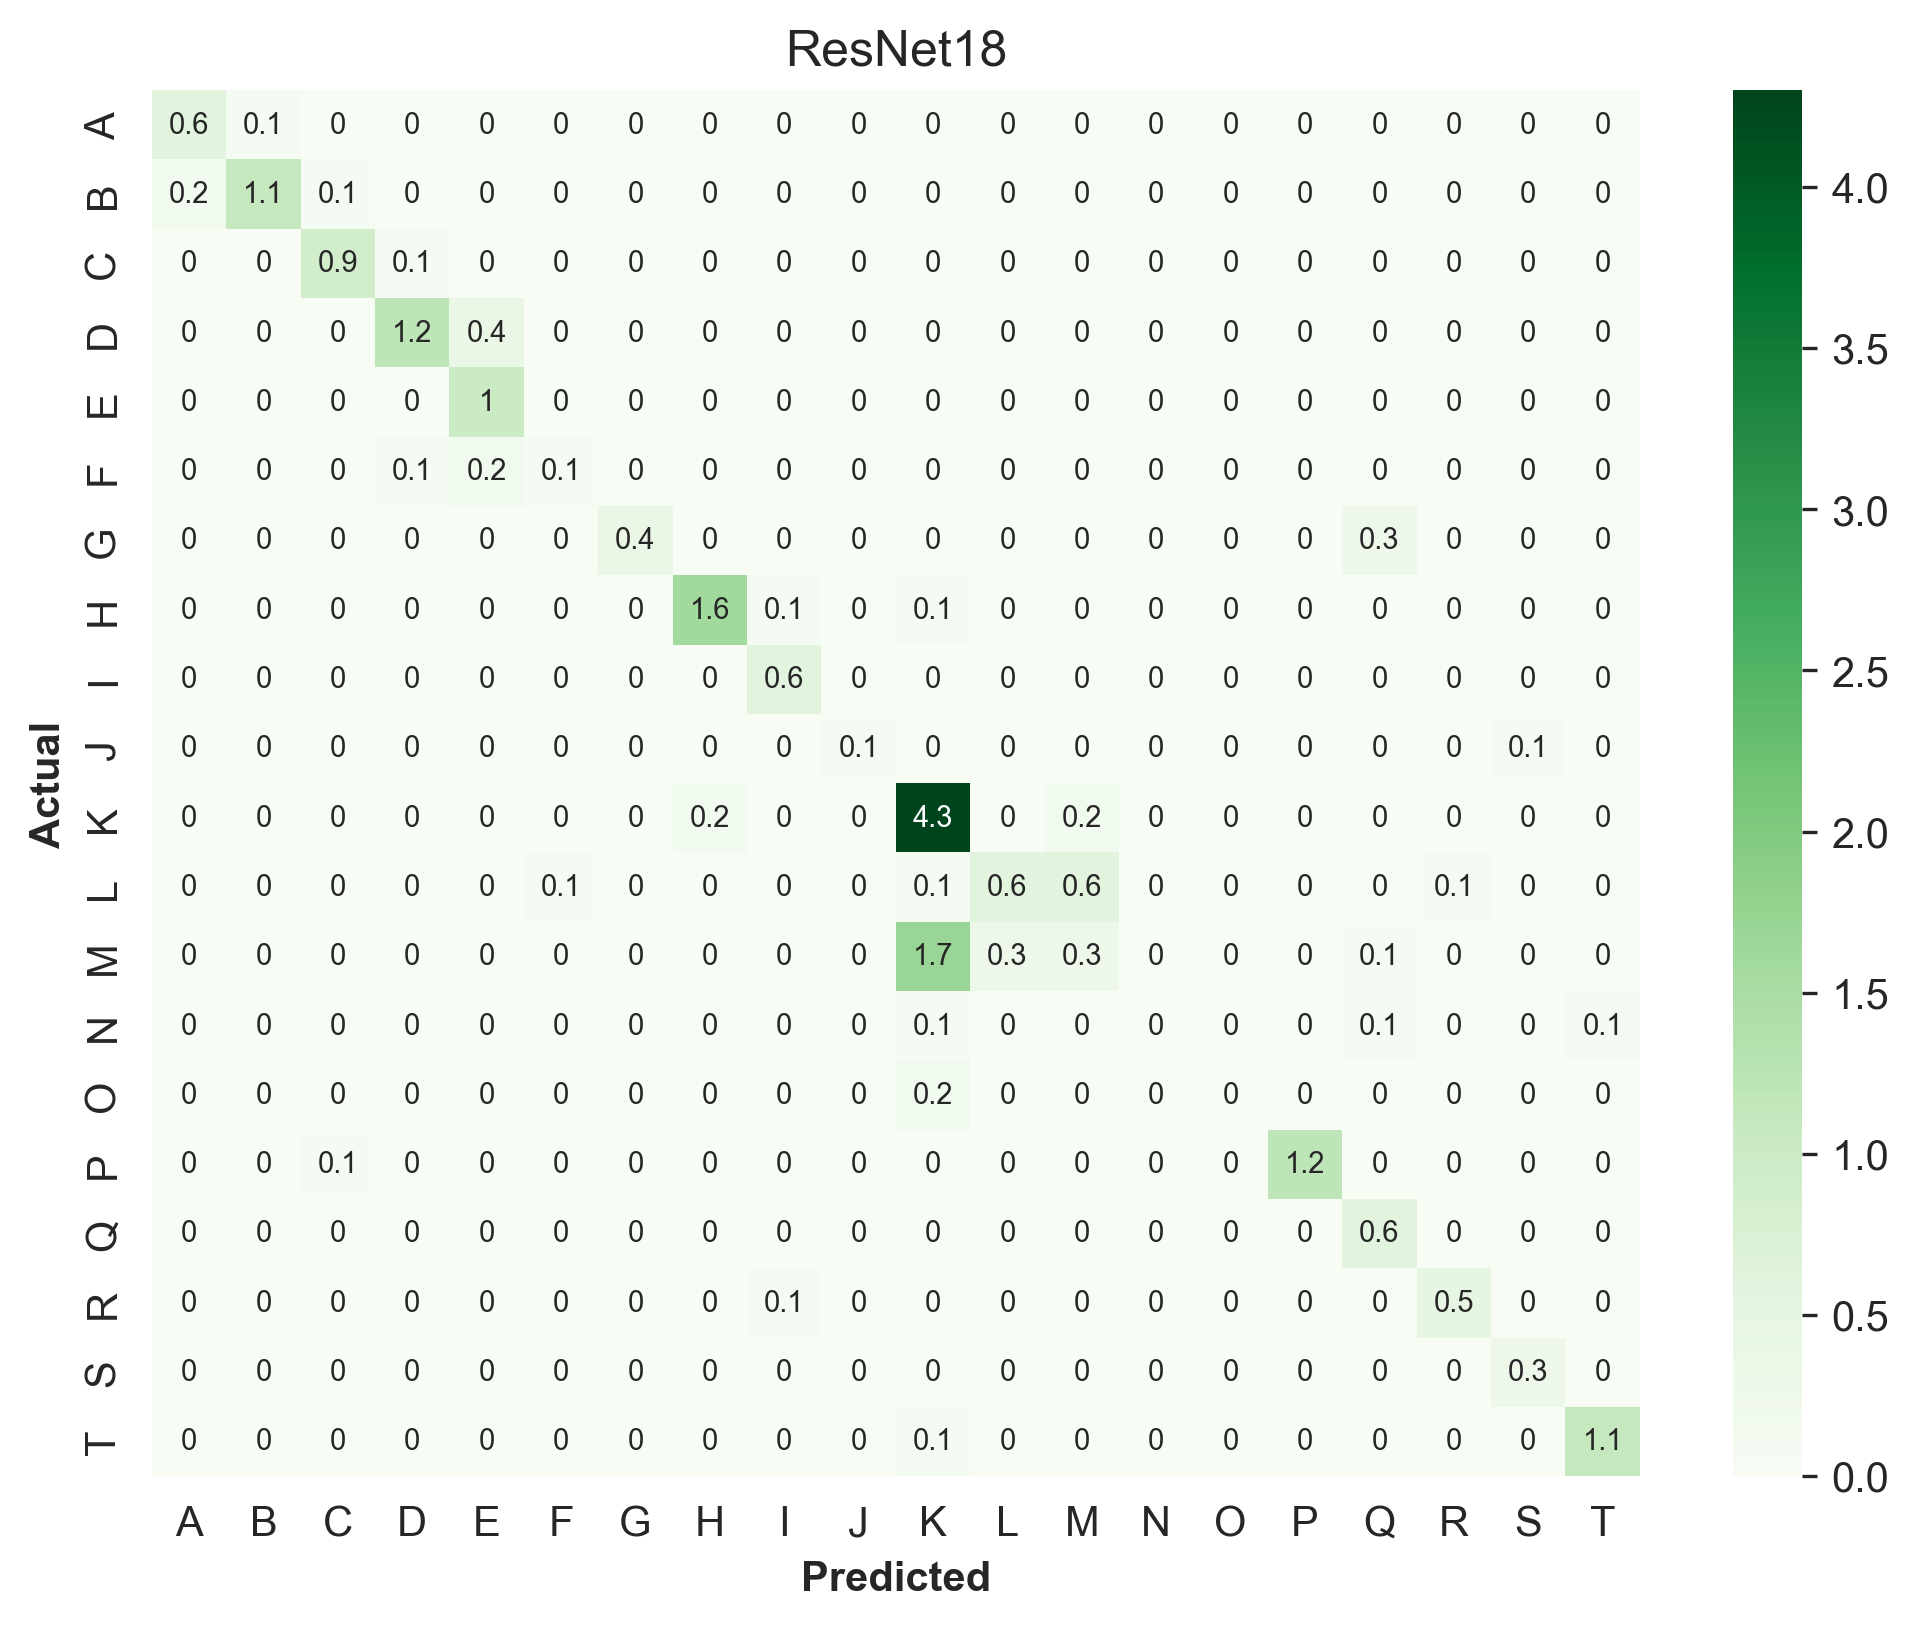 ResNet18
A 0.6 0.1 0 0 0 0 0 0 0 0 0 0 0 0 0 0 0 0 0 0
B 0.2 1.1 0.1 0 0 0 0 0 0 0 0 0 0 0 0 0 0 0 0 0
C 0 0 0.9 0.1 0 0 0 0 0 0 0 0 0 0 0 0 0 0 0 0
D 0 0 0 1.2 0.4 0 0 0 0 0 0 0 0 0 0 0 0 0 0 0
E 0 0 0 0 1 0 0 0 0 0 0 0 0 0 0 0 0 0 0 0
F 0 0 0 0.1 0.2 0.1 0 0 0 0 0 0 0 0 0 0 0 0 0 0
G 0 0 0 0 0 0 0.4 0 0 0 0 0 0 0 0 0 0.3 0 0 0
H 0 0 0 0 0 0 0 1.6 0.1 0 0.1 0 0 0 0 0 0 0 0 0
I 0 0 0 0 0 0 0 0 0.6 0 0 0 0 0 0 0 0 0 0 0
J 0 0 0 0 0 0 0 0 0 0.1 0 0 0 0 0 0 0 0 0.1 0
K 0 0 0 0 0 0 0 0.2 0 0 4.3 0 0.2 0 0 0 0 0 0 0
L 0 0 0 0 0 0.1 0 0 0 0 0.1 0.6 0.6 0 0 0 0 0.1 0 0
M 0 0 0 0 0 0 0 0 0 0 1.7 0.3 0.3 0 0 0 0.1 0 0 0
N 0 0 0 0 0 0 0 0 0 0 0.1 0 0 0 0 0 0.1 0 0 0.1
O 0 0 0 0 0 0 0 0 0 0 0.2 0 0 0 0 0 0 0 0 0
P 0 0 0.1 0 0 0 0 0 0 0 0 0 0 0 0 1.2 0 0 0 0
Q 0 0 0 0 0 0 0 0 0 0 0 0 0 0 0 0 0.6 0 0 0
R 0 0 0 0 0 0 0 0 0.1 0 0 0 0 0 0 0 0 0.5 0 0
S 0 0 0 0 0 0 0 0 0 0 0 0 0 0 0 0 0 0 0.3 0
T 0 0 0 0 0 0 0 0 0 0 0.1 0 0 0 0 0 0 0 0 1.1
A B C D E F G H I J K L M N O P Q R S T
Predicted
Actual
4.0
3.5
3.0
2.5
2.0
1.5
1.0
0.5
0.0